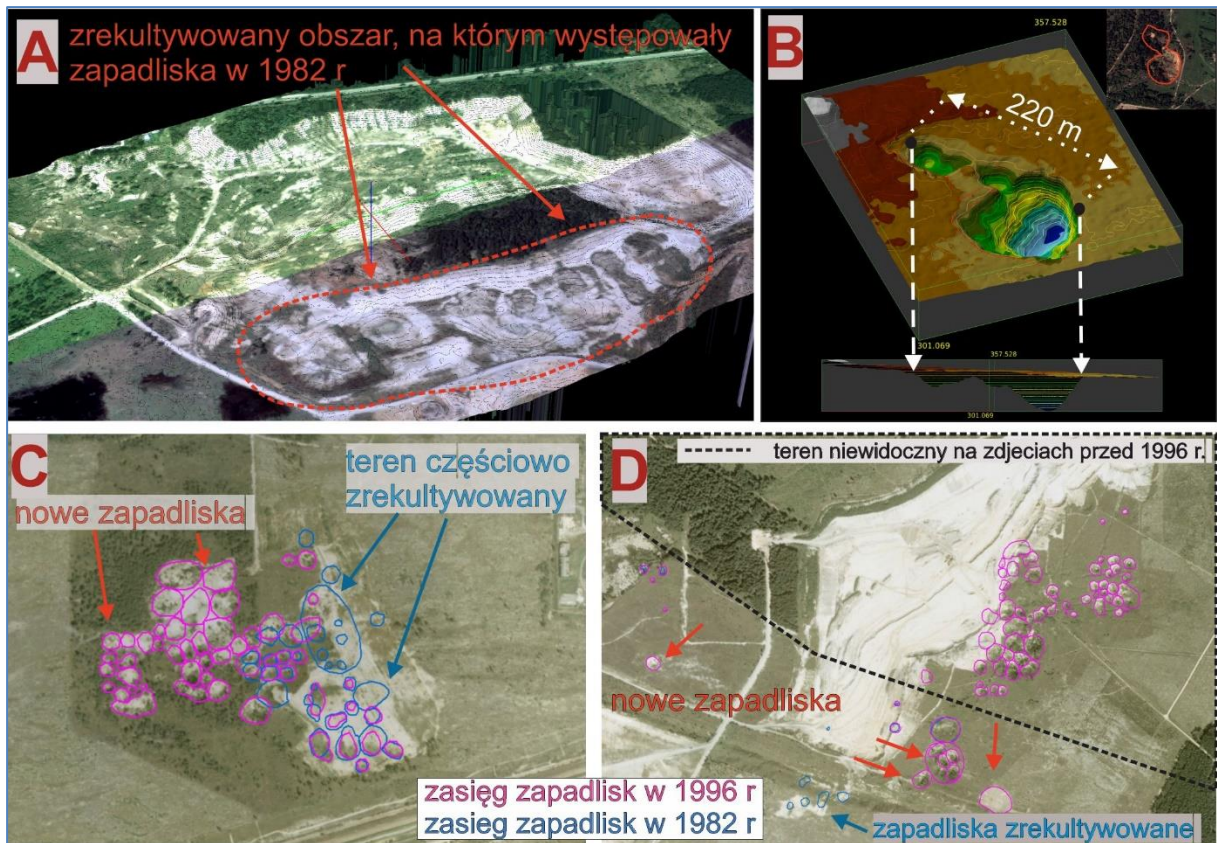 A
zrekultywowany obszar, na którym występowały
zapadliska w 1982 r
B
357.528
220 m
301.069
357.528
301.069
C
teren częściowo
zrekultywowany
nowe zapadliska
D
teren niewidoczny na zdjeciach przed 1996 r.
nowe zapadliska
zapadliska zrekultywowane
zasięg zapadlisk w 1996 r
zasieg zapadlisk w 1982 r